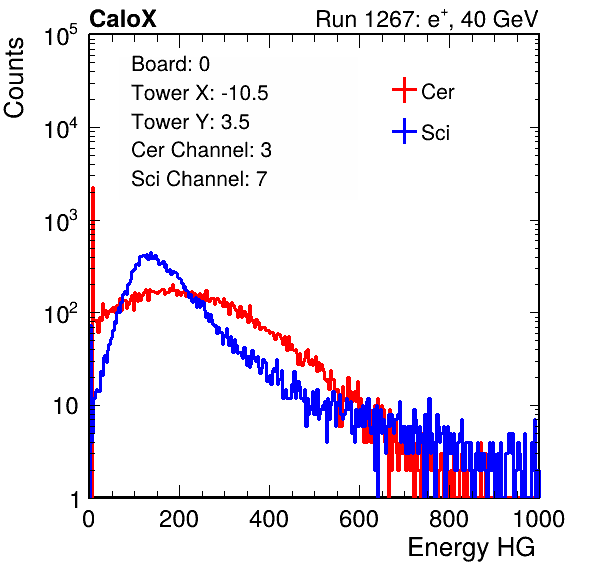 CaloX Run 1267: e⁺, 40 GeV
Counts
10⁵
10⁴
10³
10²
10
1
Board: 0
Tower X: -10.5
Tower Y: 3.5
Cer Channel: 3
Sci Channel: 7
Cer
Sci
0 200 400 600 800 1000
Energy HG